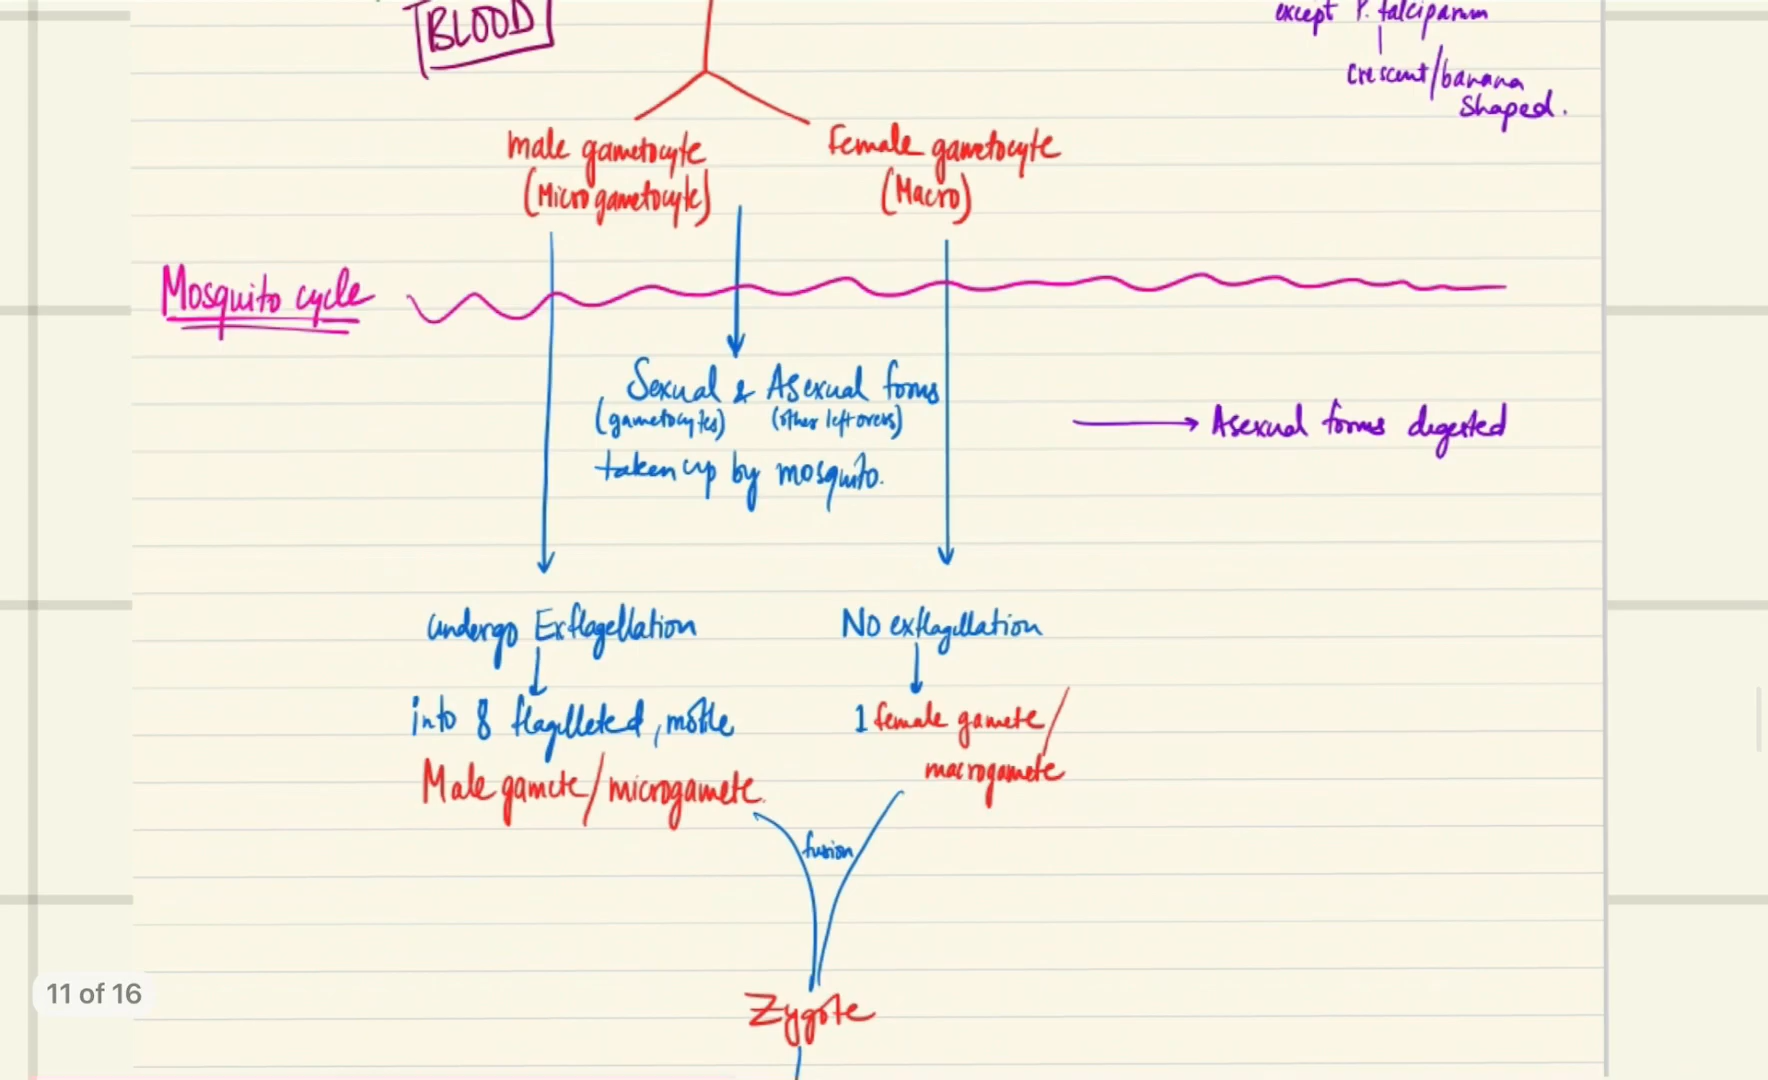 except P. falciparum
BLOOD
crescent/banana
shaped.
male gametocyte
(Microgametocyte)
female gametocyte
(Macro)
Mosquito cycle
Sexual & Asexual forms
(gametocytes) (other leftovers)
taken up by mosquito.
Asexual forms digested
undergo Exflagellation
No exflagellation
into 8 flagelleted, motile
1 female gamete/
Male gamete/microgamete.
macrogamete
fusion
Zygote
11 of 16